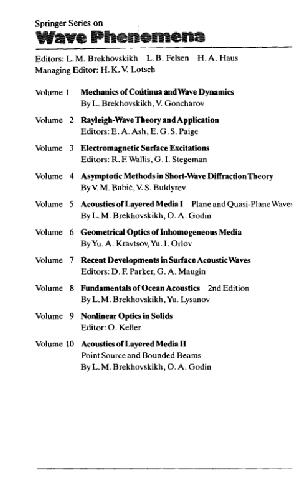 Springer Series on
Wave Phenomena
Editors: L. M. Brekhovskikh L. B. Felsen H. A. Haus
Managing Editor: H. K. V. Lotsch
Volume 1 Mechanics of Continua and Wave Dynamics
By L. Brekhovskikh, V. Goncharov
Volume 2 Rayleigh-Wave Theory and Application
Editors: E. A. Ash, E. G. S. Paige
Volume 3 Electromagnetic Surface Excitations
Editors: R. F. Wallis, G. I. Stegeman
Volume 4 Asymptotic Methods in Short-Wave Diffraction Theory
By V. M. Babič, V. S. Buldyrev
Volume 5 Acoustics of Layered Media I Plane and Quasi-Plane Waves
By L. M. Brekhovskikh, O. A. Godin
Volume 6 Geometrical Optics of Inhomogeneous Media
By Yu. A. Kravtsov, Yu. I. Orlov
Volume 7 Recent Developments in Surface Acoustic Waves
Editors: D. F. Parker, G. A. Maugin
Volume 8 Fundamentals of Ocean Acoustics 2nd Edition
By L. M. Brekhovskikh, Yu. Lysanov
Volume 9 Nonlinear Optics in Solids
Editor: O. Keller
Volume 10 Acoustics of Layered Media II
Point Source and Bounded Beams
By L. M. Brekhovskikh, O. A. Godin